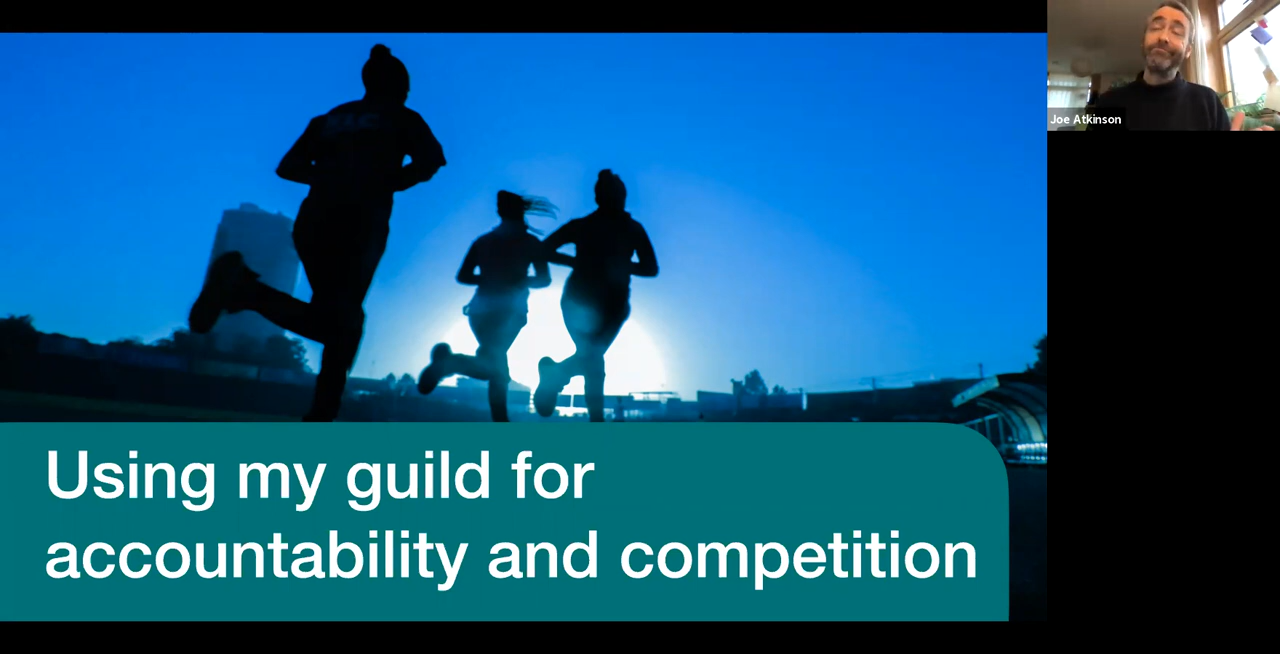 Joe Atkinson
Using my guild for
accountability and competition